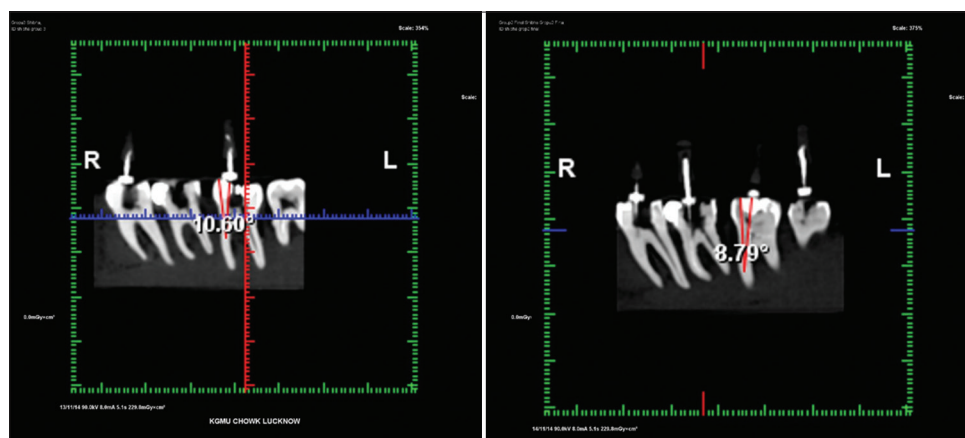 Scale: 354%
Scale:
R
L
10.60°
0.0mGy×cm²
13/11/14 90.0kV 8.0mA 5.1s 229.8mGy×cm²
KGMU CHOWK LUCKNOW
Scale: 375%
Scale:
R
L
8.79°
0.0mGy×
14/11/14 90.0kV 8.0mA 5.1s 229.8mGy×cm²